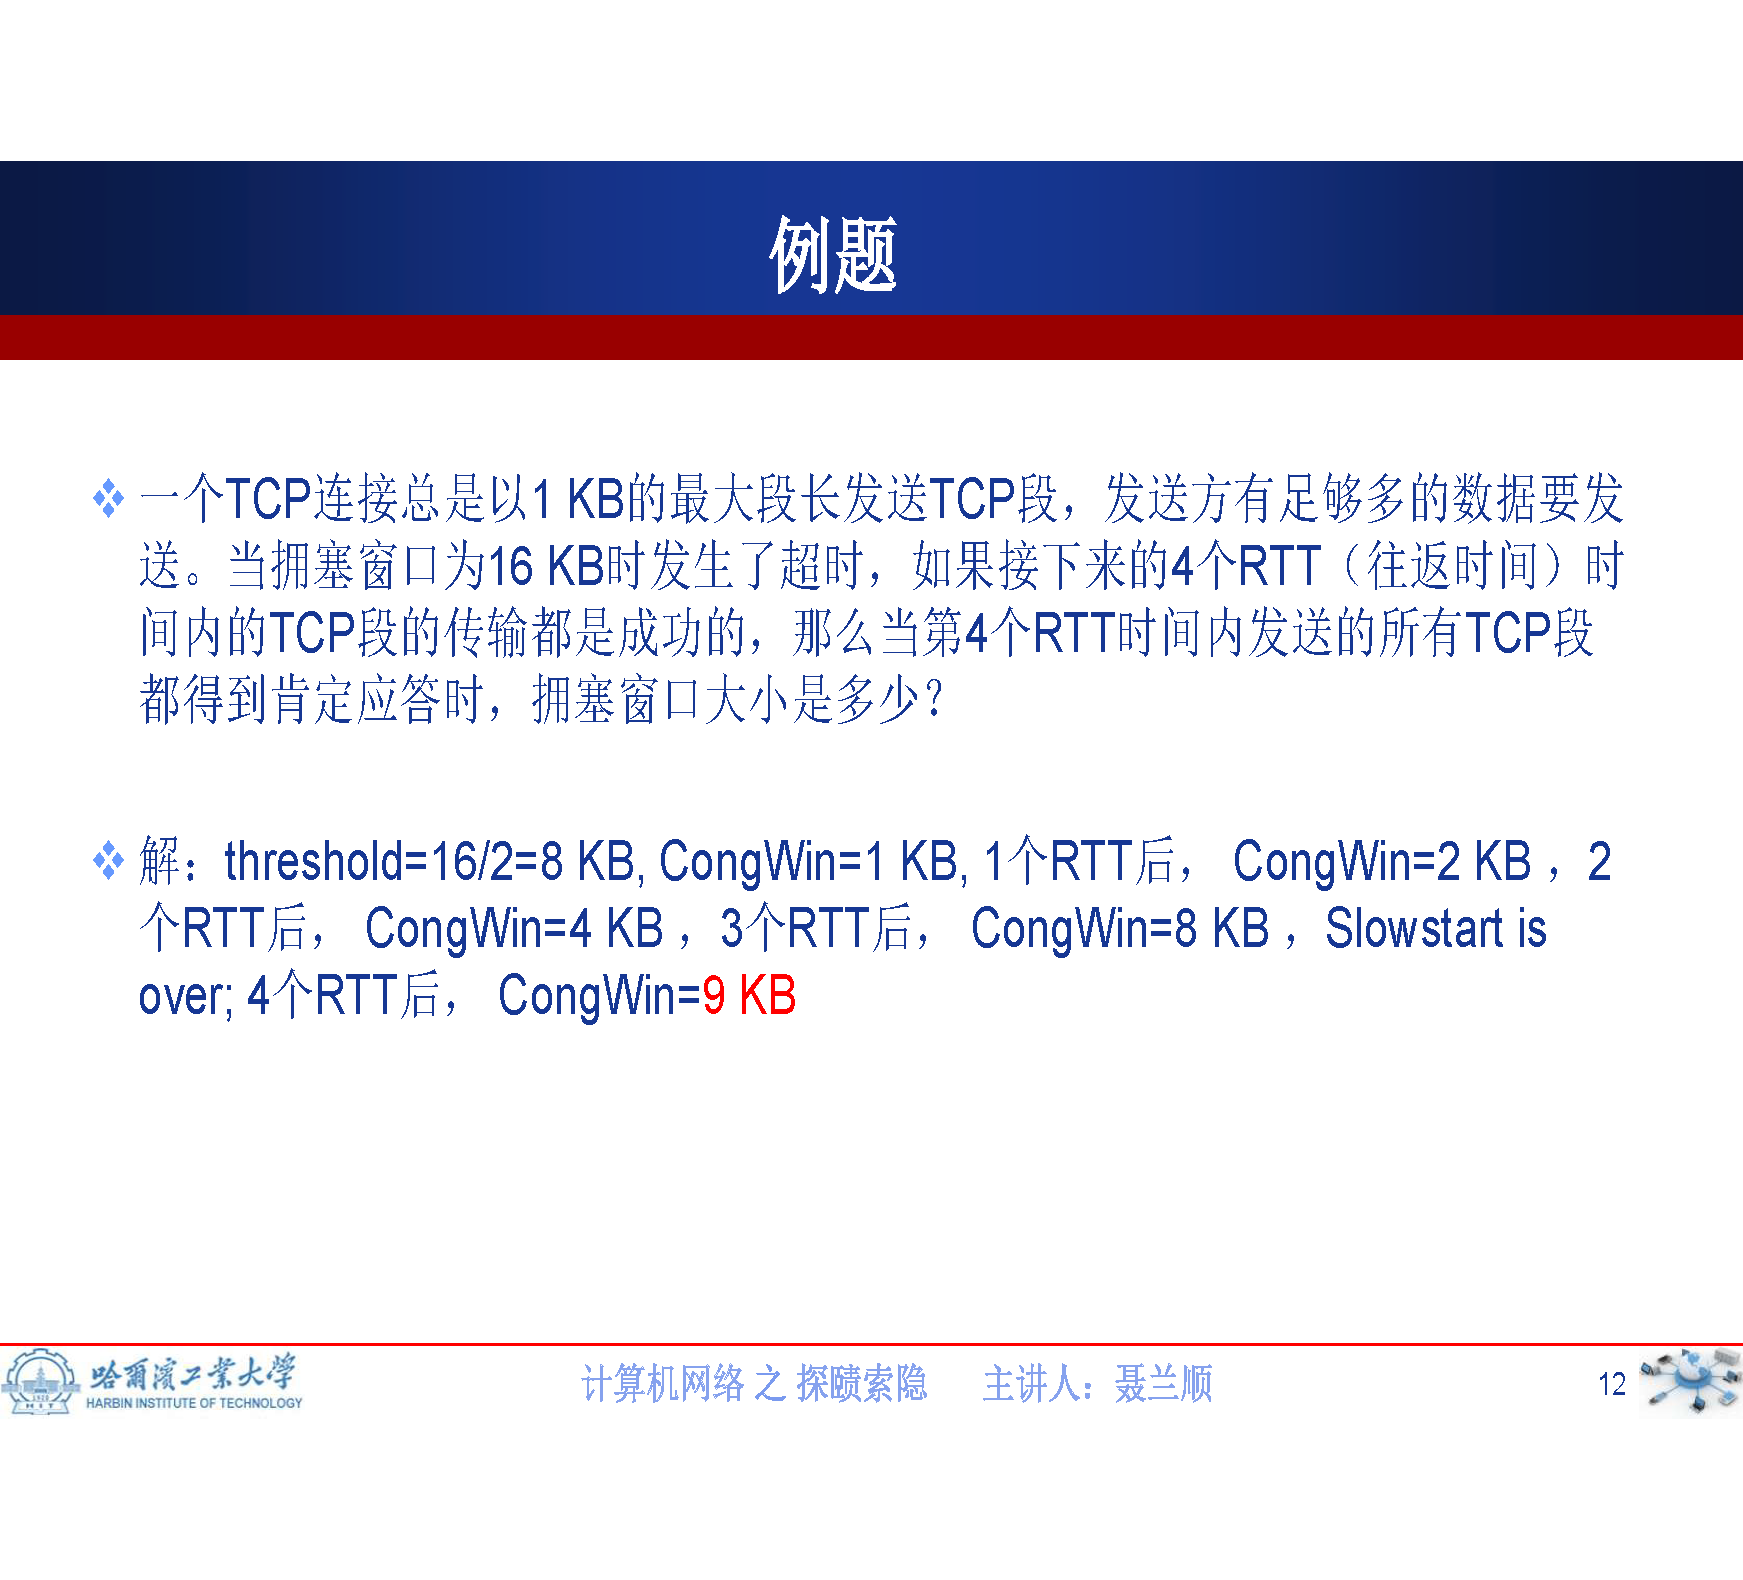 例题
一个TCP连接总是以1 KB的最大段长发送TCP段，发送方有足够多的数据要发
送。当拥塞窗口为16 KB时发生了超时，如果接下来的4个RTT（往返时间）时
间内的TCP段的传输都是成功的，那么当第4个RTT时间内发送的所有TCP段
都得到肯定应答时，拥塞窗口大小是多少？
解：threshold=16/2=8 KB, CongWin=1 KB, 1个RTT后， CongWin=2 KB ，2
个RTT后， CongWin=4 KB ，3个RTT后， CongWin=8 KB ，Slowstart is
over; 4个RTT后， CongWin=9 KB
哈尔滨工業大学
HARBIN INSTITUTE OF TECHNOLOGY
计算机网络 之 探赜索隐 主讲人：聂兰顺
12